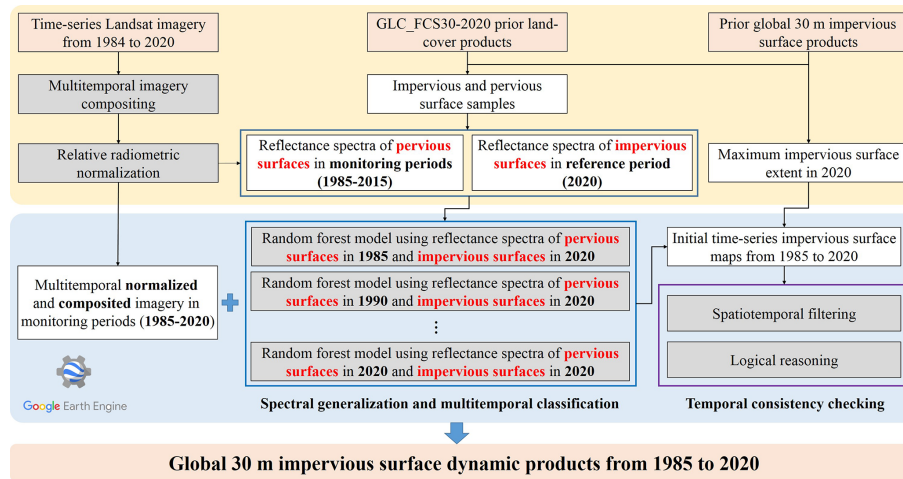 Time-series Landsat imagery
from 1984 to 2020
GLC_FCS30-2020 prior land-
cover products
Prior global 30 m impervious
surface products
Multitemporal imagery
compositing
Impervious and pervious
surface samples
Relative radiometric
normalization
Reflectance spectra of pervious
surfaces in monitoring periods
(1985-2015)
Reflectance spectra of impervious
surfaces in reference period
(2020)
Maximum impervious surface
extent in 2020
Multitemporal normalized
and composited imagery in
monitoring periods (1985-2020)
Google Earth Engine
Random forest model using reflectance spectra of pervious
surfaces in 1985 and impervious surfaces in 2020
Random forest model using reflectance spectra of pervious
surfaces in 1990 and impervious surfaces in 2020
⋮
Random forest model using reflectance spectra of pervious
surfaces in 2020 and impervious surfaces in 2020
Spectral generalization and multitemporal classification
Initial time-series impervious surface
maps from 1985 to 2020
Spatiotemporal filtering
Logical reasoning
Temporal consistency checking
Global 30 m impervious surface dynamic products from 1985 to 2020